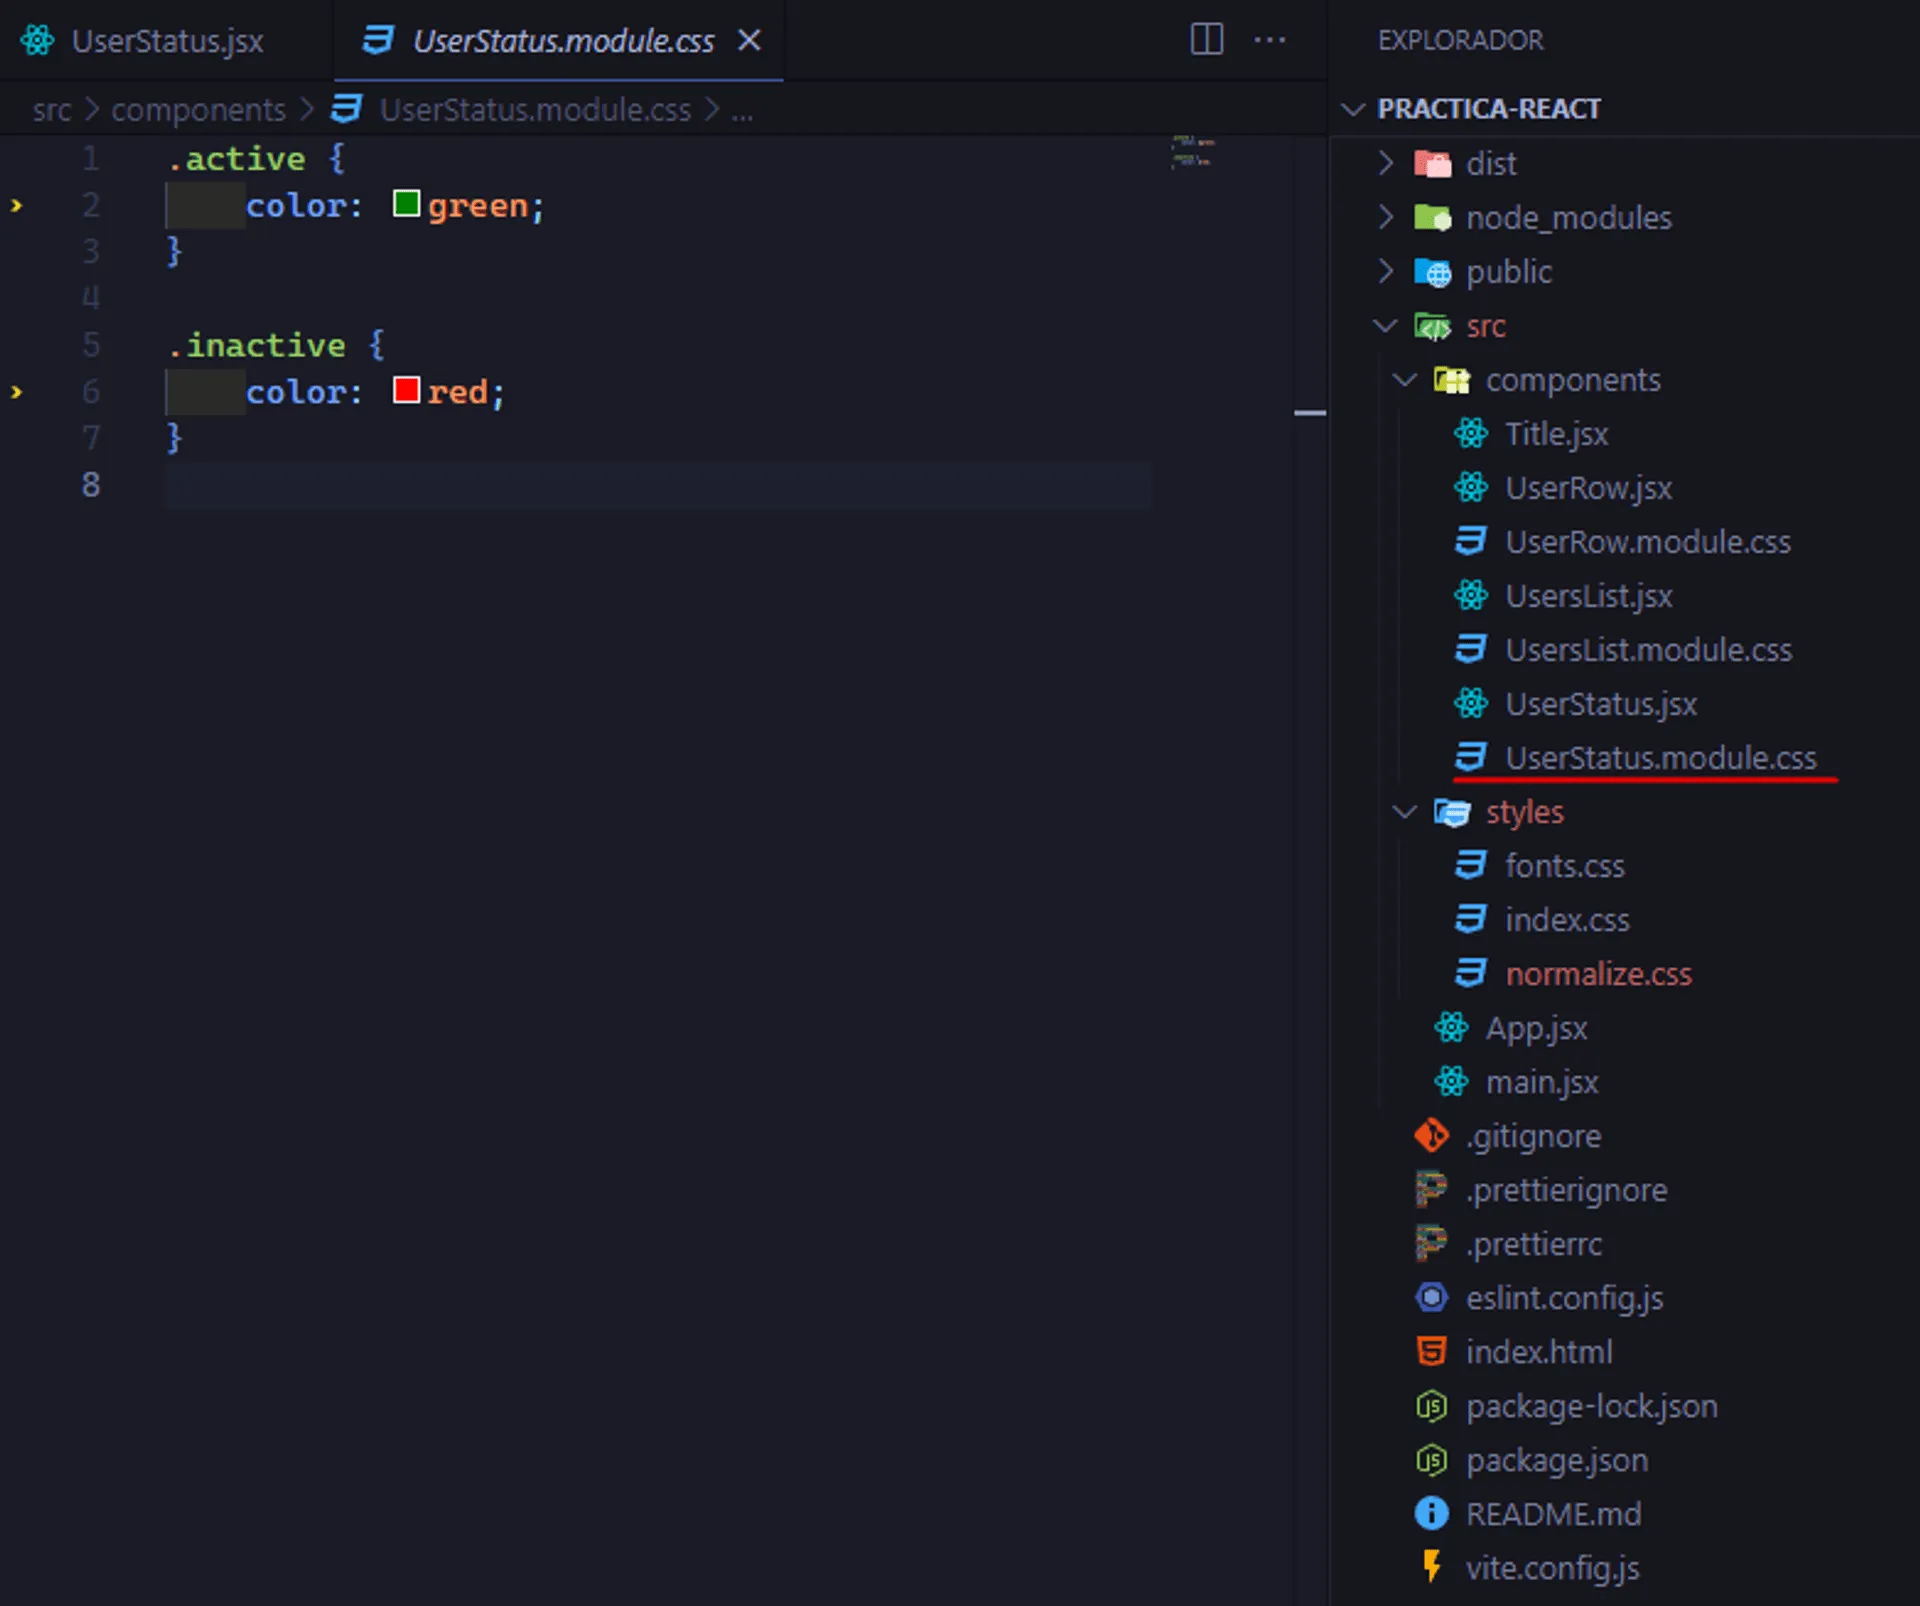 UserStatus.jsx
UserStatus.module.css
src > components > UserStatus.module.css > ...
1 .active {
2 color: green;
3 }
4
5 .inactive {
6 color: red;
7 }
8
EXPLORADOR
PRACTICA-REACT
dist
node_modules
public
src
components
Title.jsx
UserRow.jsx
UserRow.module.css
UsersList.jsx
UsersList.module.css
UserStatus.jsx
UserStatus.module.css
styles
fonts.css
index.css
normalize.css
App.jsx
main.jsx
.gitignore
.prettierignore
.prettierrc
eslint.config.js
index.html
package-lock.json
package.json
README.md
vite.config.js